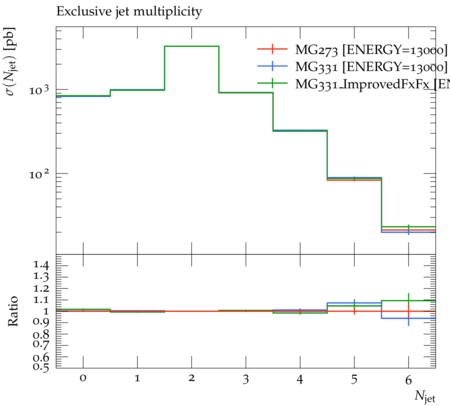 Exclusive jet multiplicity
σ(N_jet) [pb]
MG273 [ENERGY=13000]
MG331 [ENERGY=13000]
MG331_ImprovedFxFx [EN
10^3
10^2
Ratio
1.4
1.3
1.2
1.1
1
0.9
0.8
0.7
0.6
0.5
0 1 2 3 4 5 6
N_jet